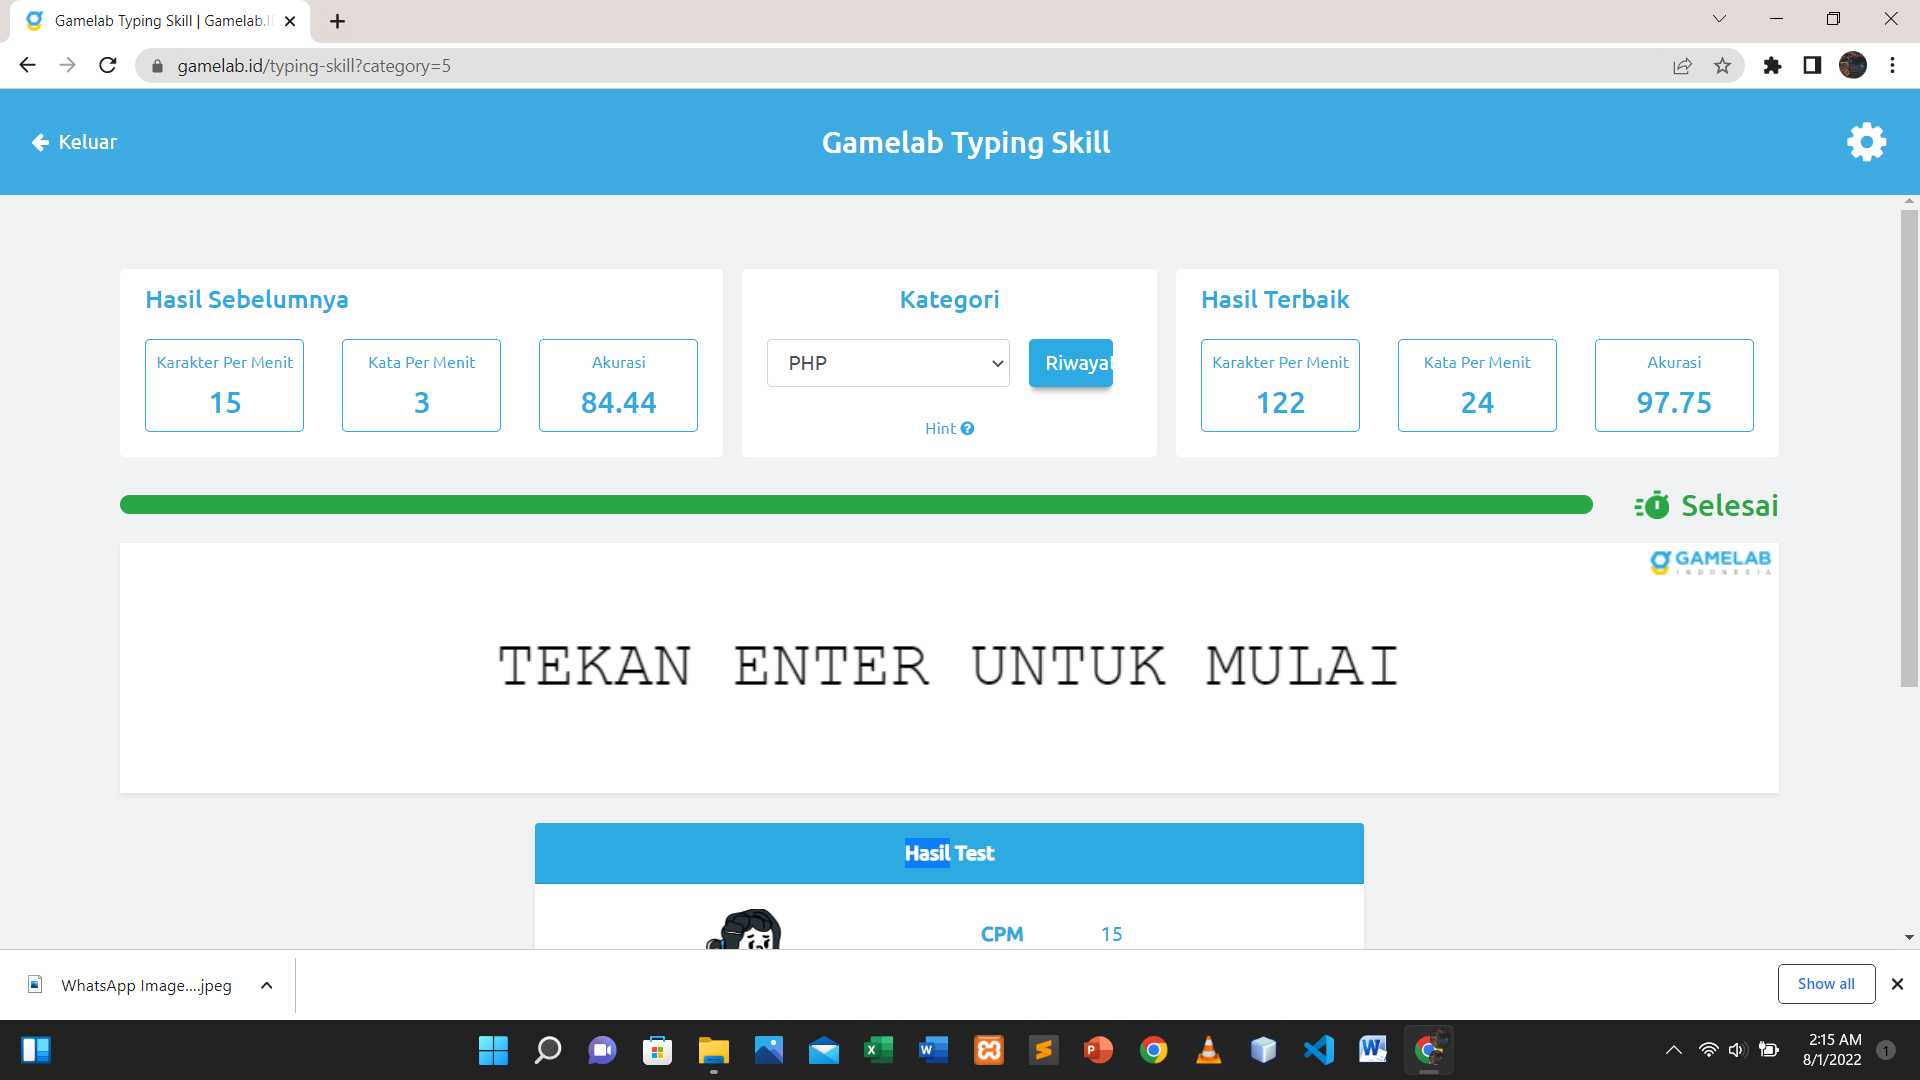 Gamelab Typing Skill | Gamelab.I
gamelab.id/typing-skill?category=5
Keluar
Gamelab Typing Skill
Hasil Sebelumnya
Karakter Per Menit
15
Kata Per Menit
3
Akurasi
84.44
Kategori
PHP
Riwayat
Hint
Hasil Terbaik
Karakter Per Menit
122
Kata Per Menit
24
Akurasi
97.75
Selesai
GAMELAB
INDONESIA
TEKAN ENTER UNTUK MULAI
Hasil Test
CPM 15
WhatsApp Image....jpeg
Show all
2:15 AM
8/1/2022
1